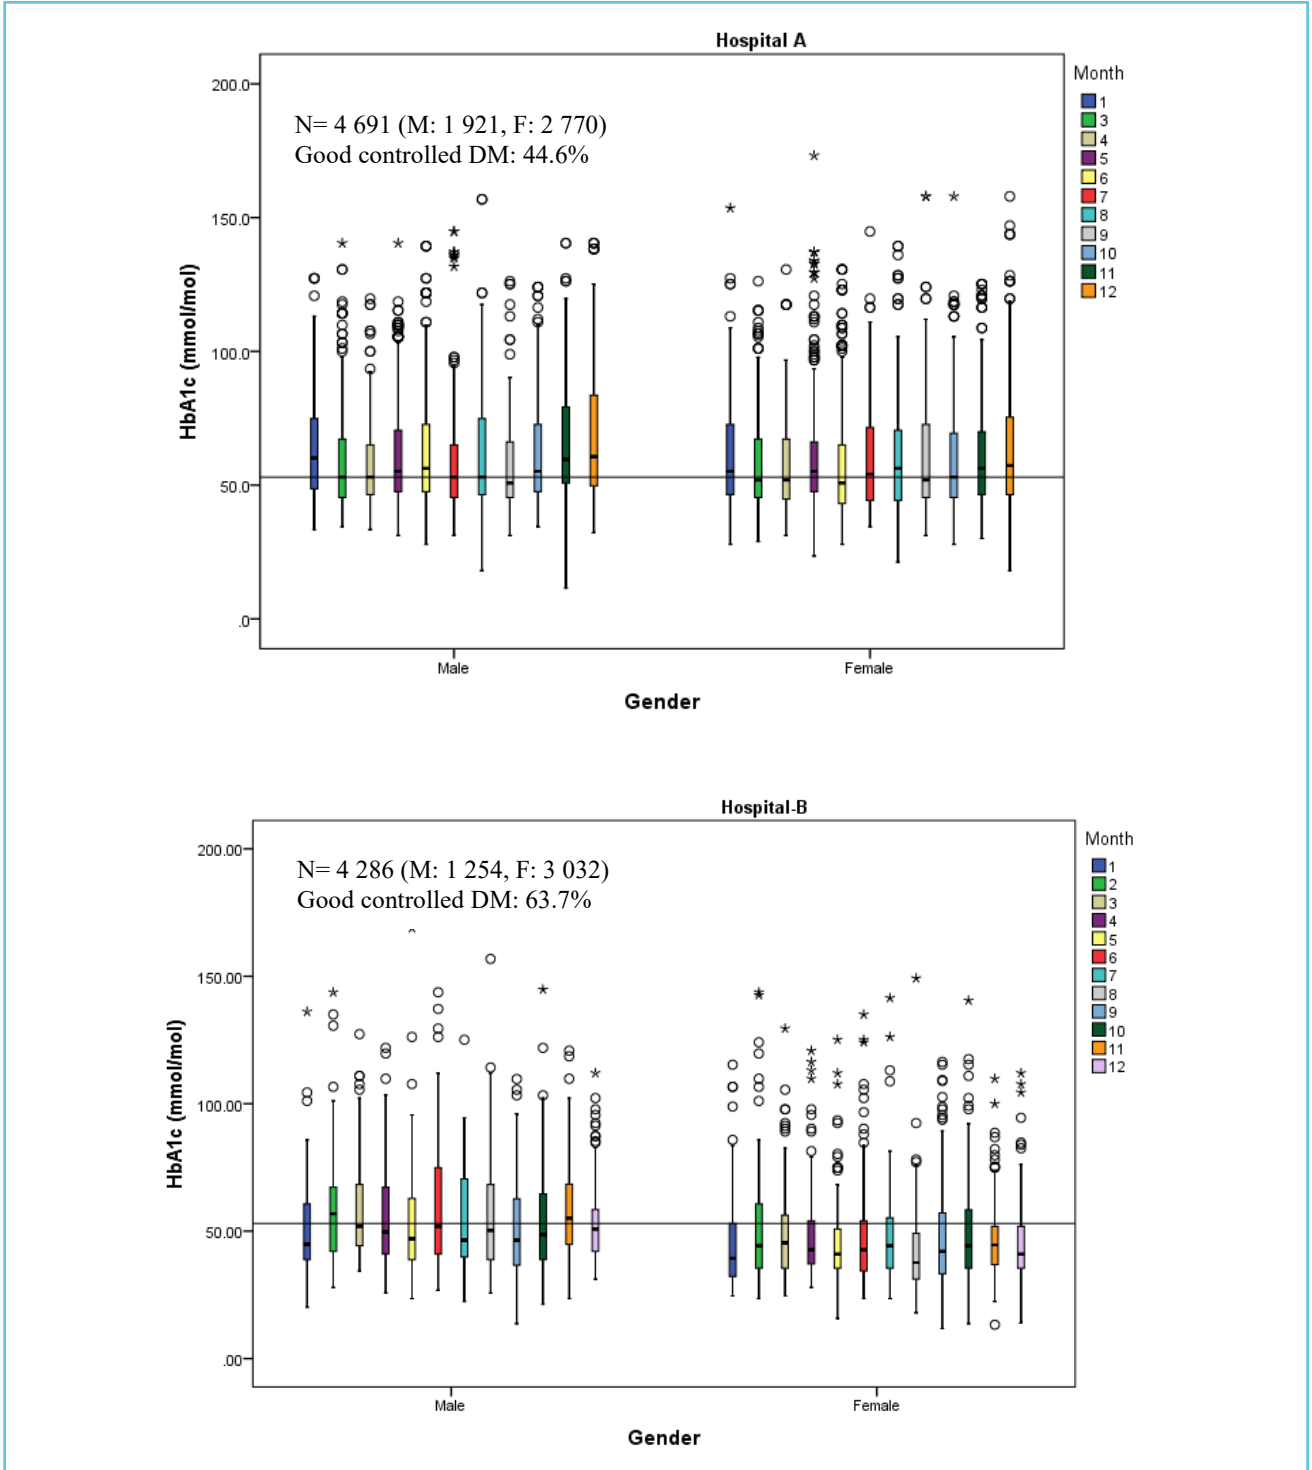 Hospital A
N= 4 691 (M: 1 921, F: 2 770)
Good controlled DM: 44.6%
HbA1c (mmol/mol)
200.0
150.0
100.0
50.0
.0
Male
Female
Gender
Month
1
3
4
5
6
7
8
9
10
11
12
Hospital-B
N= 4 286 (M: 1 254, F: 3 032)
Good controlled DM: 63.7%
HbA1c (mmol/mol)
200.00
150.00
100.00
50.00
.00
Male
Female
Gender
Month
1
2
3
4
5
6
7
8
9
10
11
12